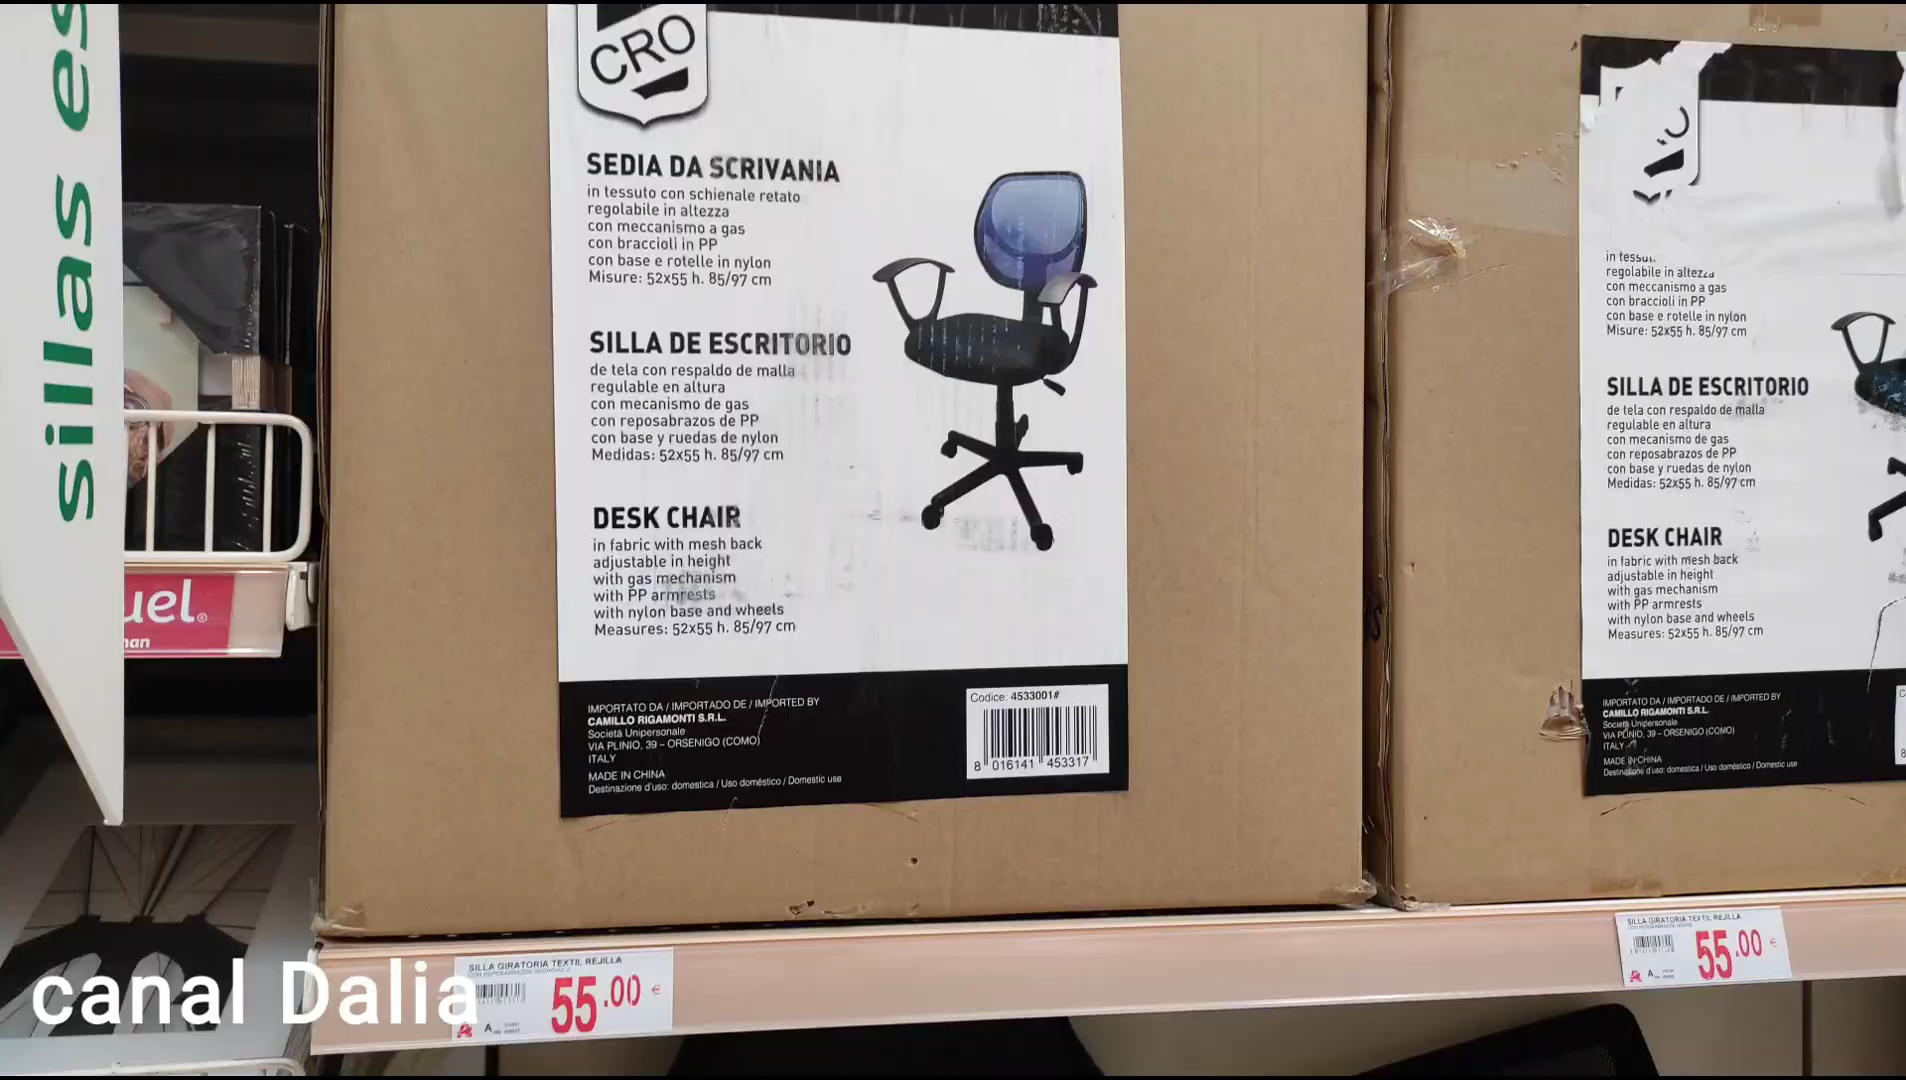 sillas es
uel®
CRO
SEDIA DA SCRIVANIA
in tessuto con schienale retato
regolabile in altezza
con meccanismo a gas
con braccioli in PP
con base e rotelle in nylon
Misure: 52x55 h. 85/97 cm
SILLA DE ESCRITORIO
de tela con respaldo de malla
regulable en altura
con mecanismo de gas
con reposabrazos de PP
con base y ruedas de nylon
Medidas: 52x55 h. 85/97 cm
DESK CHAIR
in fabric with mesh back
adjustable in height
with gas mechanism
with PP armrests
with nylon base and wheels
Measures: 52x55 h. 85/97 cm
IMPORTATO DA / IMPORTADO DE / IMPORTED BY
CAMILLO RIGAMONTI S.R.L.
Società Unipersonale
VIA PLINIO, 39 – ORSENIGO (COMO)
ITALY
MADE IN CHINA
Destinazione d'uso: domestica / Uso doméstico / Domestic use
Codice: 4533001#
8 016141 453317
in tessu
regolabile in altezza
con meccanismo a gas
con braccioli in PP
con base e rotelle in nylon
Misure: 52x55 h. 85/97 cm
SILLA DE ESCRITORIO
de tela con respaldo de malla
regulable en altura
con mecanismo de gas
con reposabrazos de PP
con base y ruedas de nylon
Medidas: 52x55 h. 85/97 cm
DESK CHAIR
in fabric with mesh back
adjustable in height
with gas mechanism
with PP armrests
with nylon base and wheels
Measures: 52x55 h. 85/97 cm
IMPORTATO DA / IMPORTADO DE / IMPORTED BY
CAMILLO RIGAMONTI S.R.L.
Società Unipersonale
VIA PLINIO, 39 – ORSENIGO (COMO)
ITALY
MADE IN CHINA
Destinazione d'uso: domestica / Uso doméstico / Domestic use
SILLA GIRATORIA TEXTIL REJILLA
55.00 €
A
SILLA GIRATORIA TEXTIL REJILLA
55.00 €
A
canal Dalia